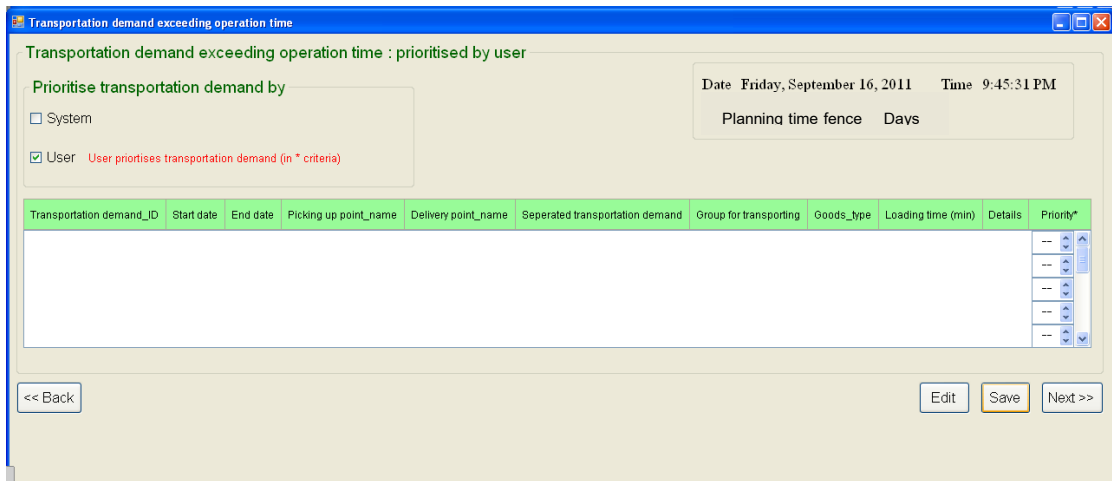 Transportation demand exceeding operation time
Transportation demand exceeding operation time : prioritised by user
Prioritise transportation demand by
Date Friday, September 16, 2011 Time 9:45:31 PM
System
Planning time fence Days
User User priortises transportation demand (in * criteria)
Transportation demand_ID Start date End date Picking up point_name Delivery point_name Seperated transportation demand Group for transporting Goods_type Loading time (min) Details Priority*
--
--
--
--
--
<< Back Edit Save Next >>